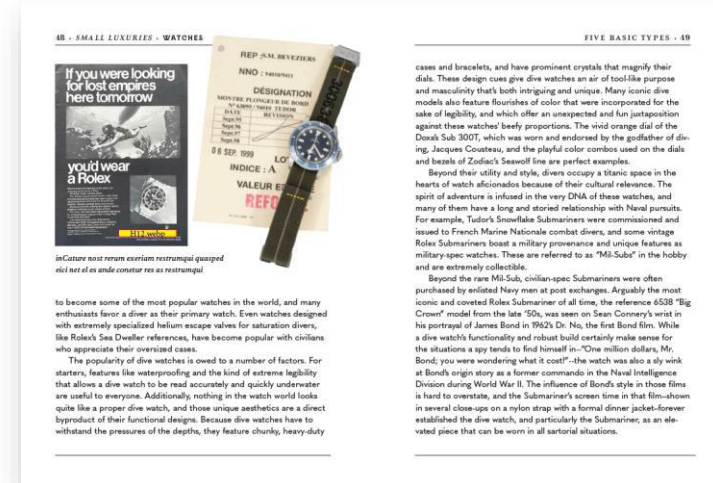 48 • SMALL LUXURIES • WATCHES
If you were looking
for lost empires
here tomorrow
you'd wear
a Rolex
H12.webp
REP : S.M. BEVEZIERS
NNO : 94010/9411
DÉSIGNATION
MONTRE PLONGEUR DE BORD
TUDOR
DATE REVISION
Sept.95
Sept.96
Sept.97
Sept.98
06 SEP. 1999
LO
INDICE : A
VALEUR E
REFO
inCature nost rerum exeriam restrumqui quasped
eici net el es ande conetur res as restrumqui
to become some of the most popular watches in the world, and many
enthusiasts favor a diver as their primary watch. Even watches designed
with extremely specialized helium escape valves for saturation divers,
like Rolex's Sea Dweller references, have become popular with civilians
who appreciate their oversized cases.
The popularity of dive watches is owed to a number of factors. For
starters, features like waterproofing and the kind of extreme legibility
that allows a dive watch to be read accurately and quickly underwater
are useful to everyone. Additionally, nothing in the watch world looks
quite like a proper dive watch, and those unique aesthetics are a direct
byproduct of their functional designs. Because dive watches have to
withstand the pressures of the depths, they feature chunky, heavy-duty
FIVE BASIC TYPES • 49
cases and bracelets, and have prominent crystals that magnify their
dials. These design cues give dive watches an air of tool-like purpose
and masculinity that's both intriguing and unique. Many iconic dive
models also feature flourishes of color that were incorporated for the
sake of legibility, and which offer an unexpected and fun juxtaposition
against these watches' beefy proportions. The vivid orange dial of the
Doxa's Sub 300T, which was worn and endorsed by the godfather of div-
ing, Jacques Cousteau, and the playful color combos used on the dials
and bezels of Zodiac's Seawolf line are perfect examples.
Beyond their utility and style, divers occupy a titanic space in the
hearts of watch aficionados because of their cultural relevance. The
spirit of adventure is infused in the very DNA of these watches, and
many of them have a long and storied relationship with Naval pursuits.
For example, Tudor's Snowflake Submariners were commissioned and
issued to French Marine Nationale combat divers, and some vintage
Rolex Submariners boast a military provenance and unique features as
military-spec watches. These are referred to as "Mil-Subs" in the hobby
and are extremely collectible.
Beyond the rare Mil-Sub, civilian-spec Submariners were often
purchased by enlisted Navy men at post exchanges. Arguably the most
iconic and coveted Rolex Submariner of all time, the reference 6538 "Big
Crown" model from the late '50s, was seen on Sean Connery's wrist in
his portrayal of James Bond in 1962's Dr. No, the first Bond film. While
a dive watch's functionality and robust build certainly make sense for
the situations a spy tends to find himself in—"One million dollars, Mr.
Bond; you were wondering what it cost!"--the watch was also a sly wink
at Bond's origin story as a former commando in the Naval Intelligence
Division during World War II. The influence of Bond's style in those films
is hard to overstate, and the Submariner's screen time in that film–shown
in several close-ups on a nylon strap with a formal dinner jacket–forever
established the dive watch, and particularly the Submariner, as an ele-
vated piece that can be worn in all sartorial situations.